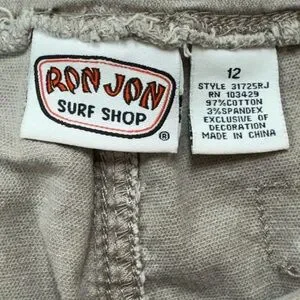 RON JON
SURF SHOP
®
12
STYLE 31725RJ
RN 103429
97%COTTON
3%SPANDEX
EXCLUSIVE OF
DECORATION
MADE IN CHINA